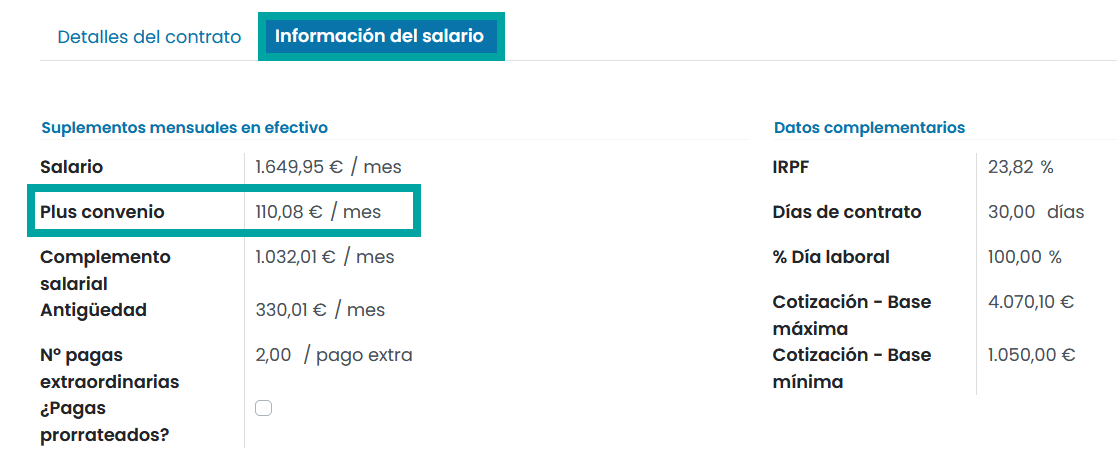 Detalles del contrato
Información del salario
Suplementos mensuales en efectivo
Salario 1.649,95 € / mes
Plus convenio 110,08 € / mes
Complemento salarial 1.032,01 € / mes
Antigüedad 330,01 € / mes
Nº pagas extraordinarias 2,00 / pago extra
¿Pagas prorrateados?
Datos complementarios
IRPF 23,82 %
Días de contrato 30,00 días
% Día laboral 100,00 %
Cotización - Base máxima 4.070,10 €
Cotización - Base mínima 1.050,00 €